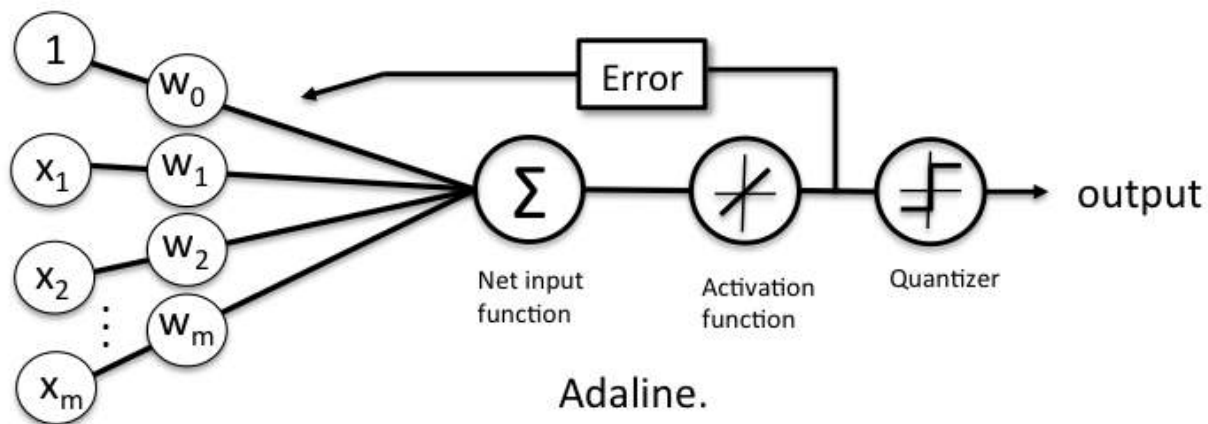 1
w0
Error
x1
w1
Σ
output
x2
w2
Net input
function
Activation
function
Quantizer
⋮
wm
xm
Adaline.